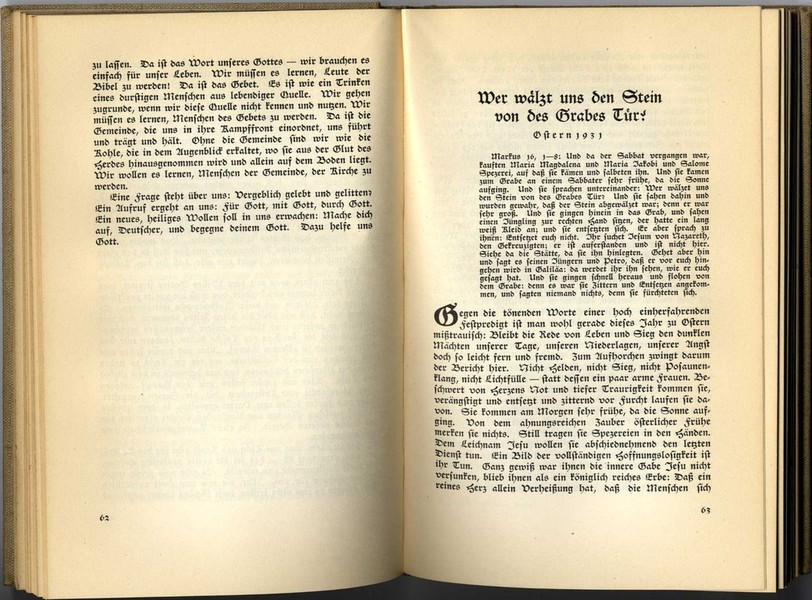 zu lassen. Da ist das Wort unseres Gottes — wir brauchen es
einfach für unser Leben. Wir müssen es lernen, Leute der
Bibel zu werden! Da ist das Gebet. Es ist wie ein Trinken
eines durstigen Menschen aus lebendiger Quelle. Wir gehen
zugrunde, wenn wir diese Quelle nicht kennen und nutzen. Wir
müssen es lernen, Menschen des Gebets zu werden. Da ist die
Gemeinde, die uns in ihre Kampffront einordnet, uns führt
und trägt und hält. Ohne die Gemeinde sind wir wie die
Kohle, die in dem Augenblick erkaltet, wo sie aus der Glut des
Herdes hinausgenommen wird und allein auf dem Boden liegt.
Wir wollen es lernen, Menschen der Gemeinde, der Kirche zu
werden.
Eine Frage steht über uns: Vergeblich gelebt und gelitten?
Ein Aufruf ergeht an uns: Für Gott, mit Gott, durch Gott.
Ein neues, heiliges Wollen soll in uns erwachen: Mache dich
auf, Deutscher, und begegne deinem Gott. Dazu helfe uns
Gott.
62
Wer wälzt uns den Stein
von des Grabes Tür?
Ostern 1931
Markus 16, 1—8: Und da der Sabbat vergangen war,
kauften Maria Magdalena und Maria Jakobi und Salome
Spezerei, auf daß sie kämen und salbeten ihn. Und sie kamen
zum Grabe an einem Sabbater sehr frühe, da die Sonne
aufging. Und sie sprachen untereinander: Wer wälzet uns
den Stein von des Grabes Tür? Und sie sahen dahin und
wurden gewahr, daß der Stein abgewälzet war; denn er war
sehr groß. Und sie gingen hinein in das Grab, und sahen
einen Jüngling zur rechten Hand sitzen, der hatte ein lang
weiß Kleid an; und sie entsetzten sich. Er aber sprach zu
ihnen: Entsetzet euch nicht. Ihr suchet Jesum von Nazareth,
den Gekreuzigten; er ist auferstanden und ist nicht hier.
Siehe da die Stätte, da sie ihn hinlegten. Gehet aber hin
und sagt es seinen Jüngern und Petro, daß er vor euch hin-
gehen wird in Galiläa: da werdet ihr ihn sehen, wie er euch
gesagt hat. Und sie gingen schnell heraus und flohen von
dem Grabe: denn es war sie Zittern und Entsetzen angekom-
men, und sagten niemand nichts, denn sie fürchteten sich.
Gegen die tönenden Worte einer hoch einherfahrenden
Festpredigt ist man wohl gerade dieses Jahr zu Ostern
mißtrauisch: Bleibt die Rede von Leben und Sieg den dunklen
Mächten unserer Tage, unseren Niederlagen, unserer Angst
doch so leicht fern und fremd. Zum Aufhorchen zwingt darum
der Bericht hier. Nicht Helden, nicht Sieg, nicht Posaunen-
klang, nicht Lichtfülle — statt dessen ein paar arme Frauen. Be-
schwert von Herzens Not und tiefer Traurigkeit kommen sie,
verängstigt und entsetzt und zitternd vor Furcht laufen sie da-
von. Sie kommen am Morgen sehr frühe, da die Sonne auf-
ging. Von dem ahnungsreichen Zauber österlicher Frühe
merken sie nichts. Still tragen sie Spezereien in den Händen.
Dem Leichnam Jesu wollen sie abschiednehmend den letzten
Dienst tun. Ein Bild der vollständigen Hoffnungslosigkeit ist
ihr Tun. Ganz gewiß war ihnen die innere Gabe Jesu nicht
versunken, blieb ihnen als ein königlich reiches Erbe: Daß ein
reines Herz allein Verheißung hat, daß die Menschen sich
63